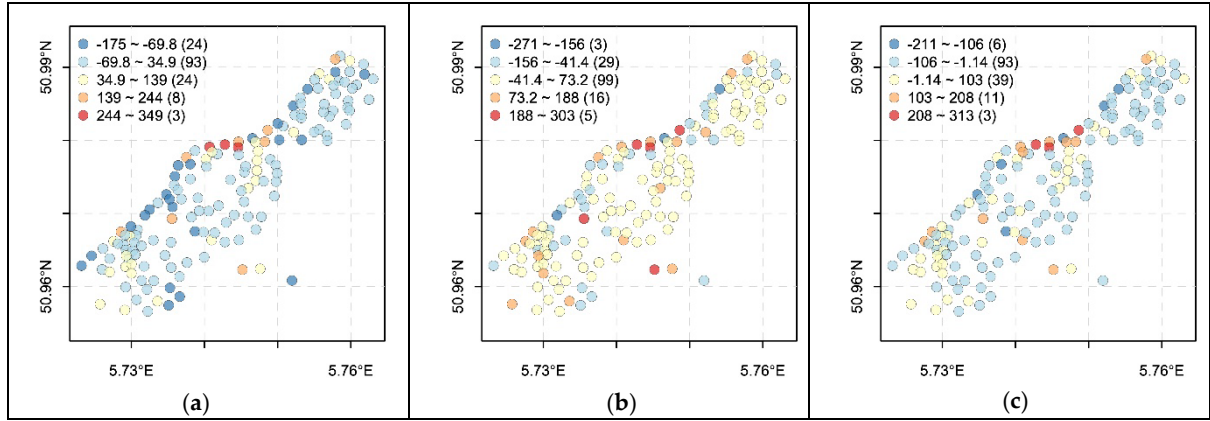 -175 ~ -69.8 (24)
-69.8 ~ 34.9 (93)
34.9 ~ 139 (24)
139 ~ 244 (8)
244 ~ 349 (3)
50.99°N
50.96°N
5.73°E
5.76°E
(a)
-271 ~ -156 (3)
-156 ~ -41.4 (29)
-41.4 ~ 73.2 (99)
73.2 ~ 188 (16)
188 ~ 303 (5)
50.99°N
50.96°N
5.73°E
5.76°E
(b)
-211 ~ -106 (6)
-106 ~ -1.14 (93)
-1.14 ~ 103 (39)
103 ~ 208 (11)
208 ~ 313 (3)
50.99°N
50.96°N
5.73°E
5.76°E
(c)